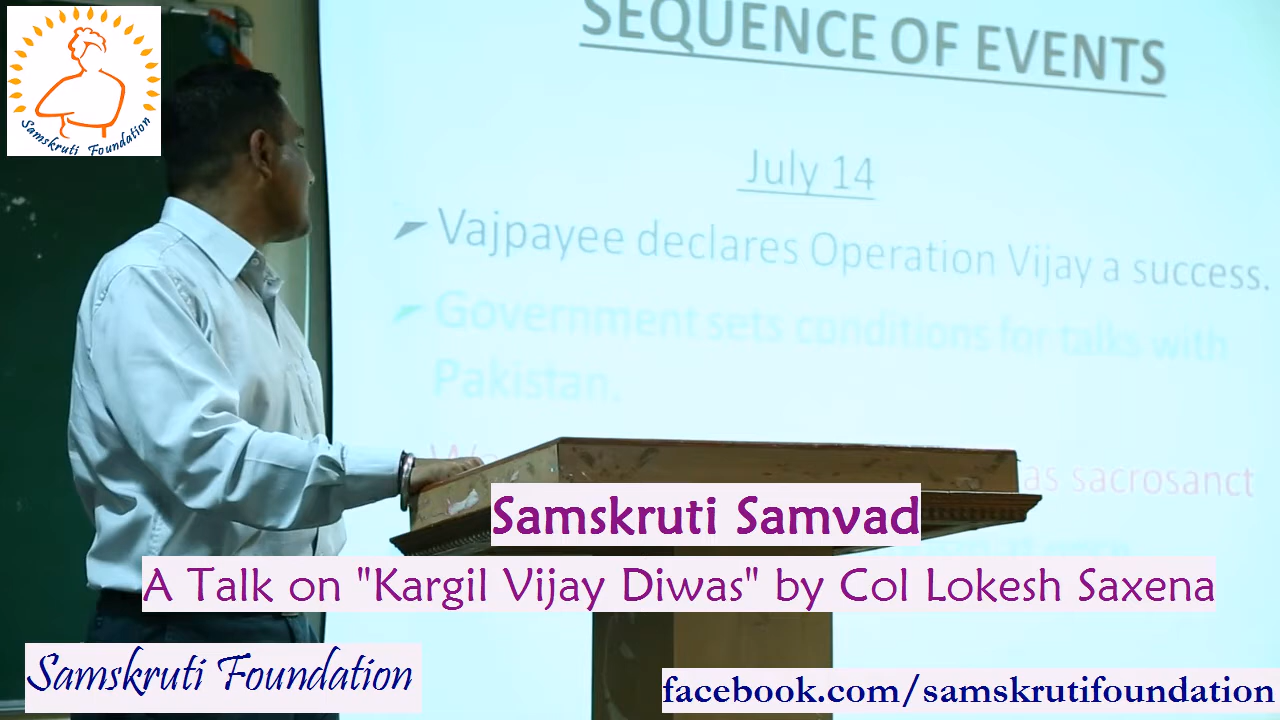 Samskruti Foundation
SEQUENCE OF EVENTS
July 14
Vajpayee declares Operation Vijay a success.
Government sets conditions for talks with
Pakistan.
as sacrosanct
Samskruti Samvad
A Talk on "Kargil Vijay Diwas" by Col Lokesh Saxena
Samskruti Foundation
facebook.com/samskrutifoundation